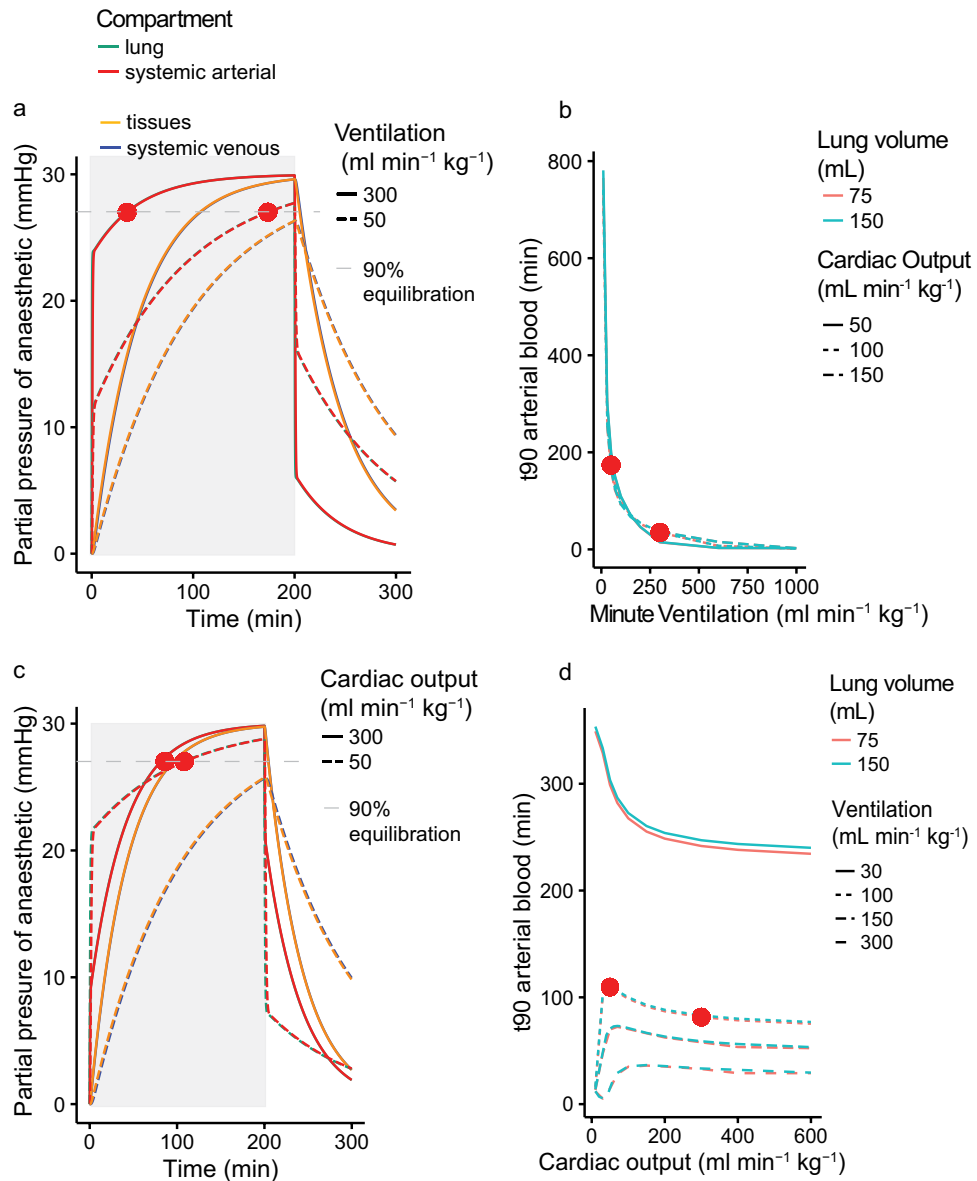 Compartment
lung
systemic arterial
tissues
systemic venous
a
Ventilation
(ml min⁻¹ kg⁻¹)
300
50
90%
equilibration
Partial pressure of anaesthetic (mmHg)
30
20
10
0
0
100
200
300
Time (min)
b
Lung volume
(mL)
75
150
Cardiac Output
(mL min⁻¹ kg⁻¹)
50
100
150
t90 arterial blood (min)
800
600
400
200
0
0
250
500
750
1000
Minute Ventilation (ml min⁻¹ kg⁻¹)
c
Cardiac output
(ml min⁻¹ kg⁻¹)
300
50
90%
equilibration
Partial pesure of anaesthetic (mmHg)
30
20
10
0
0
100
200
300
Time (min)
d
Lung volume
(mL)
75
150
Ventilation
(mL min⁻¹ kg⁻¹)
30
100
150
300
t90 arterial blood (min)
300
200
100
0
0
200
400
600
Cardiac output (ml min⁻¹ kg⁻¹)